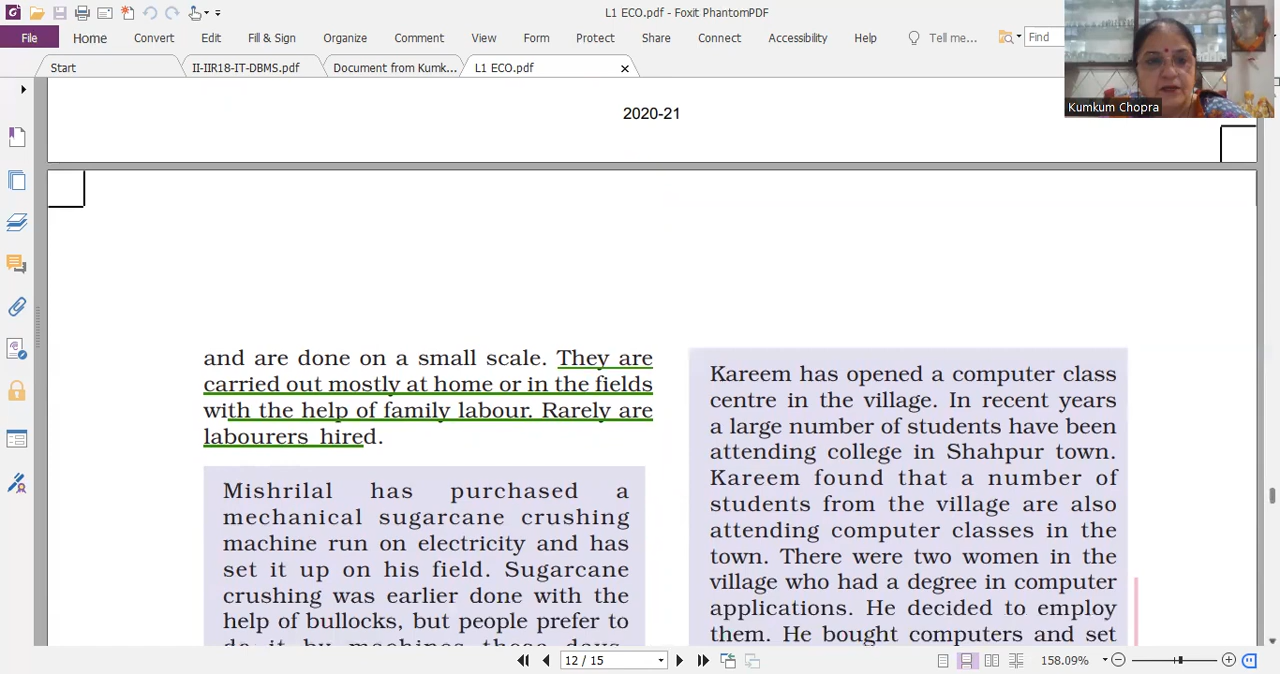 L1 ECO.pdf - Foxit PhantomPDF
File Home Convert Edit Fill & Sign Organize Comment View Form Protect Share Connect Accessibility Help Tell me... Find
Start II-IIR18-IT-DBMS.pdf Document from Kumk... L1 ECO.pdf
Kumkum Chopra
2020-21
and are done on a small scale. They are
carried out mostly at home or in the fields
with the help of family labour. Rarely are
labourers hired.
Mishrilal has purchased a
mechanical sugarcane crushing
machine run on electricity and has
set it up on his field. Sugarcane
crushing was earlier done with the
help of bullocks, but people prefer to
do it by machines these days.
Kareem has opened a computer class
centre in the village. In recent years
a large number of students have been
attending college in Shahpur town.
Kareem found that a number of
students from the village are also
attending computer classes in the
town. There were two women in the
village who had a degree in computer
applications. He decided to employ
them. He bought computers and set
12 / 15
158.09%